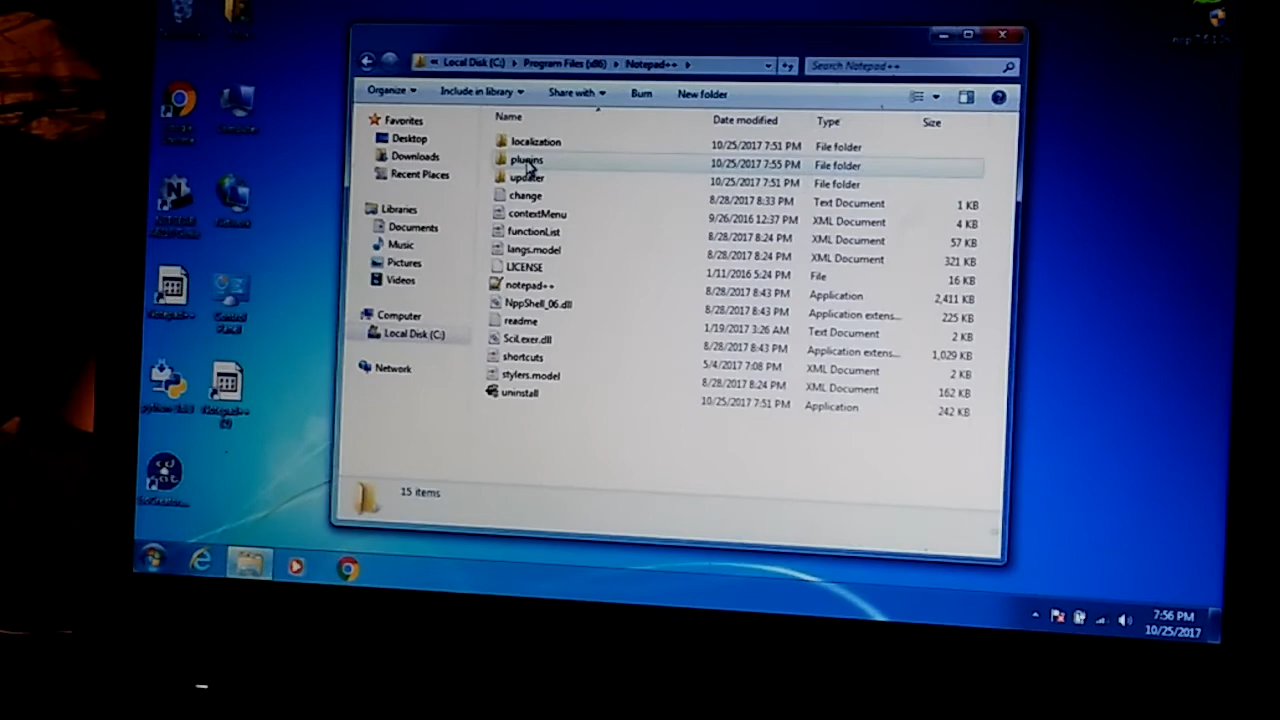 « Local Disk (C:) ▸ Program Files (x86) ▸ Notepad++ ▸
Search Notepad++
Organize Include in library Share with Burn New folder
Name Date modified Type Size
localization 10/25/2017 7:51 PM File folder
plugins 10/25/2017 7:55 PM File folder
updater 10/25/2017 7:51 PM File folder
change 8/28/2017 8:33 PM Text Document 1 KB
contextMenu 9/26/2016 12:37 PM XML Document 4 KB
functionList 8/28/2017 8:24 PM XML Document 57 KB
langs.model 8/28/2017 8:24 PM XML Document 321 KB
LICENSE 1/11/2016 5:24 PM File 16 KB
notepad++ 8/28/2017 8:43 PM Application 2,411 KB
NppShell_06.dll 8/28/2017 8:43 PM Application extens... 225 KB
readme 1/19/2017 3:26 AM Text Document 2 KB
SciLexer.dll 8/28/2017 8:43 PM Application extens... 1,029 KB
shortcuts 5/4/2017 7:08 PM XML Document 2 KB
stylers.model 8/28/2017 8:24 PM XML Document 162 KB
uninstall 10/25/2017 7:51 PM Application 242 KB
Favorites
Desktop
Downloads
Recent Places
Libraries
Documents
Music
Pictures
Videos
Computer
Local Disk (C:)
Network
15 items
Computer
Network
Notepad++
Control
Panel
Notepad++
7:56 PM
10/25/2017